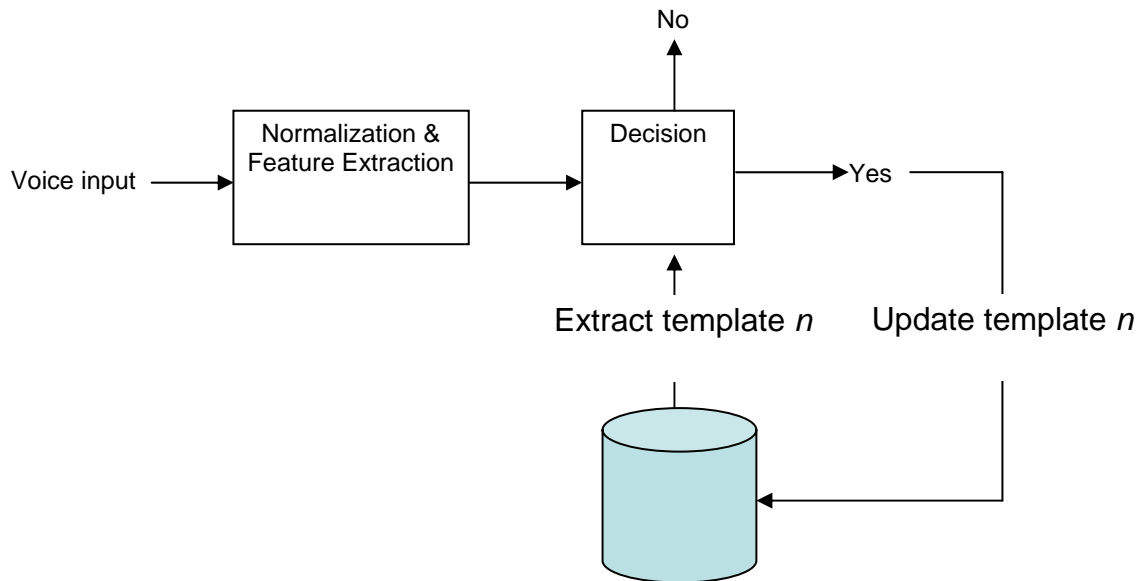 No
Normalization &
Feature Extraction
Decision
Voice input
Yes
Extract template n
Update template n